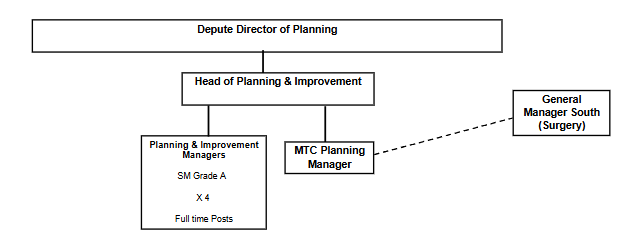 Depute Director of Planning
Head of Planning & Improvement
General
Manager South
(Surgery)
Planning & Improvement
Managers
SM Grade A
X 4
Full time Posts
MTC Planning
Manager